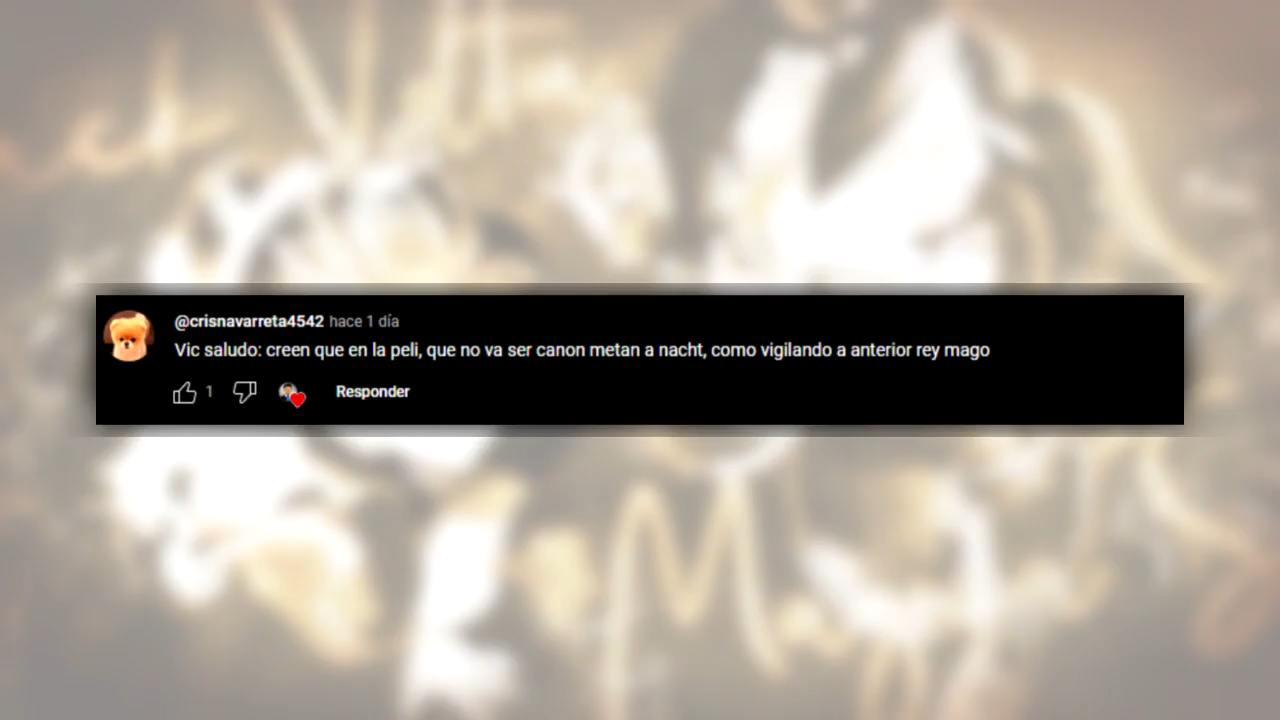 @crisnavarreta4542 hace 1 día
Vic saludo: creen que en la peli, que no va ser canon metan a nacht, como vigilando a anterior rey mago
1 Responder